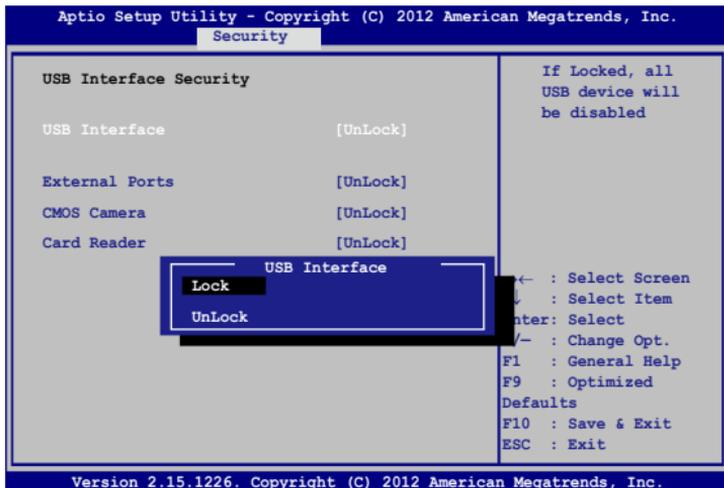 Aptio Setup Utility - Copyright (C) 2012 American Megatrends, Inc.
Security
USB Interface Security
USB Interface [UnLock]
External Ports [UnLock]
CMOS Camera [UnLock]
Card Reader [UnLock]
USB Interface
Lock
UnLock
If Locked, all
USB device will
be disabled
← : Select Screen
↓ : Select Item
nter: Select
/— : Change Opt.
F1 : General Help
F9 : Optimized
Defaults
F10 : Save & Exit
ESC : Exit
Version 2.15.1226. Copyright (C) 2012 American Megatrends, Inc.